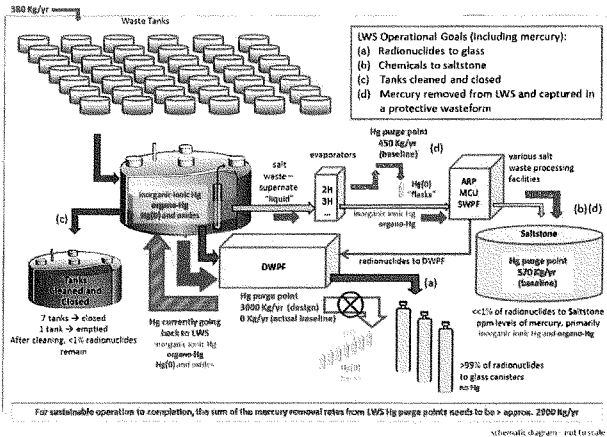 380 Kg/yr
Waste Tanks
LWS Operational Goals (including mercury):
(a) Radionuclides to glass
(b) Chemicals to saltstone
(c) Tanks cleaned and closed
(d) Mercury removed from LWS and captured in
a protective wasteform
Hg purge point
450 Kg/yr
(baseline)
(d)
evaporators
various salt
waste processing
facilities
salt
waste –
supernate
"liquid"
2H
3H
...
Hg(0)
"flasks"
ARP
MCU
SWPF
inorganic ionic Hg
organo-Hg
Hg(0) and oxides
inorganic ionic Hg
organo-Hg
(b)(d)
(c)
Saltstone
Hg purge point
570 Kg/yr
(baseline)
radionuclides to DWPF
DWPF
(a)
Tanks
Cleaned and
Closed
7 tanks → closed
1 tank → emptied
After cleaning, <1% radionuclides
remain
Hg purge point
3000 Kg/yr (design)
0 Kg/yr (actual baseline)
Hg currently going
back to LWS
inorganic ionic Hg
organo-Hg
Hg(0)
and oxides
<<1% of radionuclides to Saltstone
ppm levels of mercury, primarily
inorganic ionic Hg and organo-Hg
>99% of radionuclides
to glass canisters
no Hg
For sustainable operation to completion, the sum of the mercury removal rates from LWS Hg purge points needs to be > approx. 2000 Kg/yr
schematic diagram - not to scale